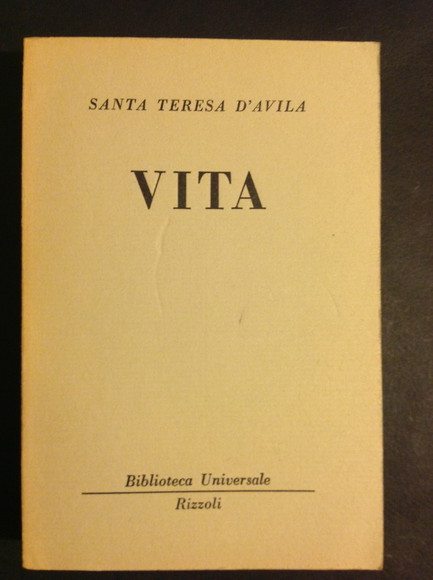 SANTA TERESA D'AVILA
VITA
Biblioteca Universale
Rizzoli